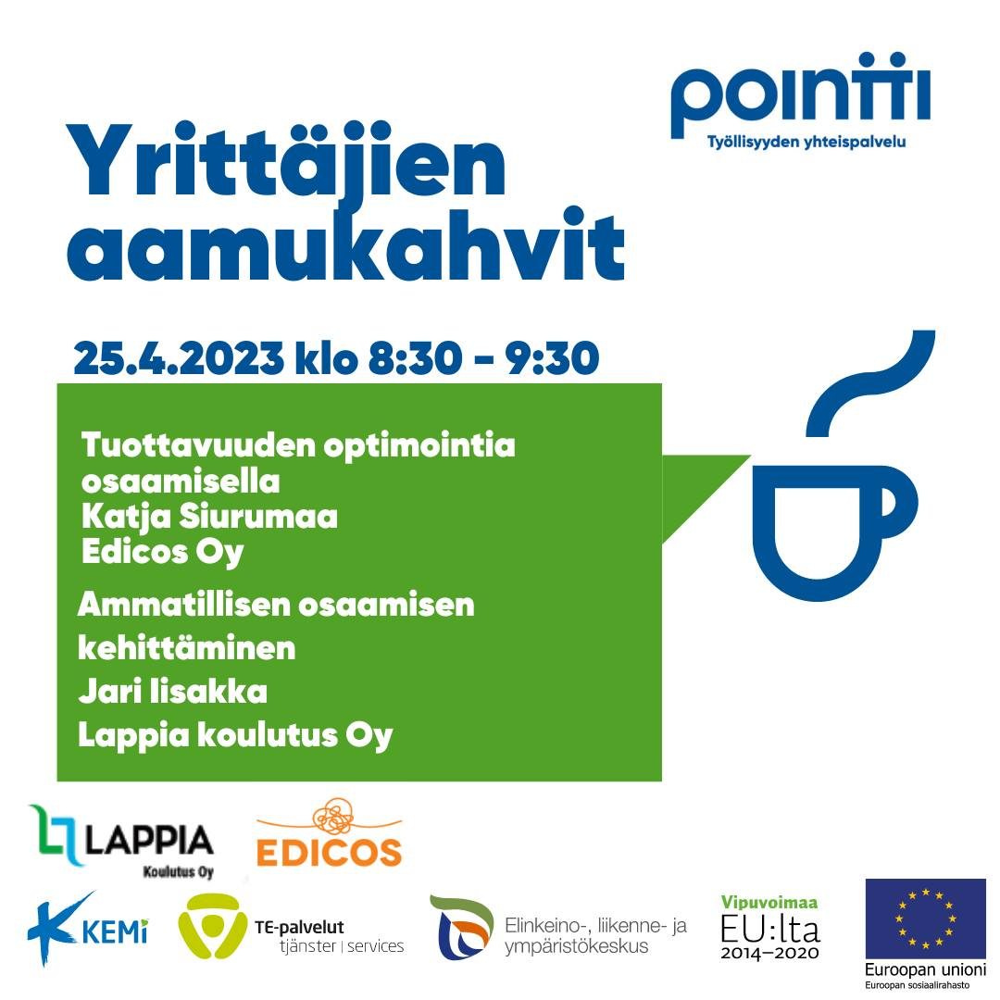 pointti
Työllisyyden yhteispalvelu
Yrittäjien
aamukahvit
25.4.2023 klo 8:30 - 9:30
Tuottavuuden optimointia
osaamisella
Katja Siurumaa
Edicos Oy
Ammatillisen osaamisen
kehittäminen
Jari Iisakka
Lappia koulutus Oy
LAPPIA
Koulutus Oy
EDICOS
KEMI
TE-palvelut
tjänster | services
Elinkeino-, liikenne- ja
ympäristökeskus
Vipuvoimaa
EU:lta
2014–2020
Euroopan unioni
Euroopan sosiaalirahasto